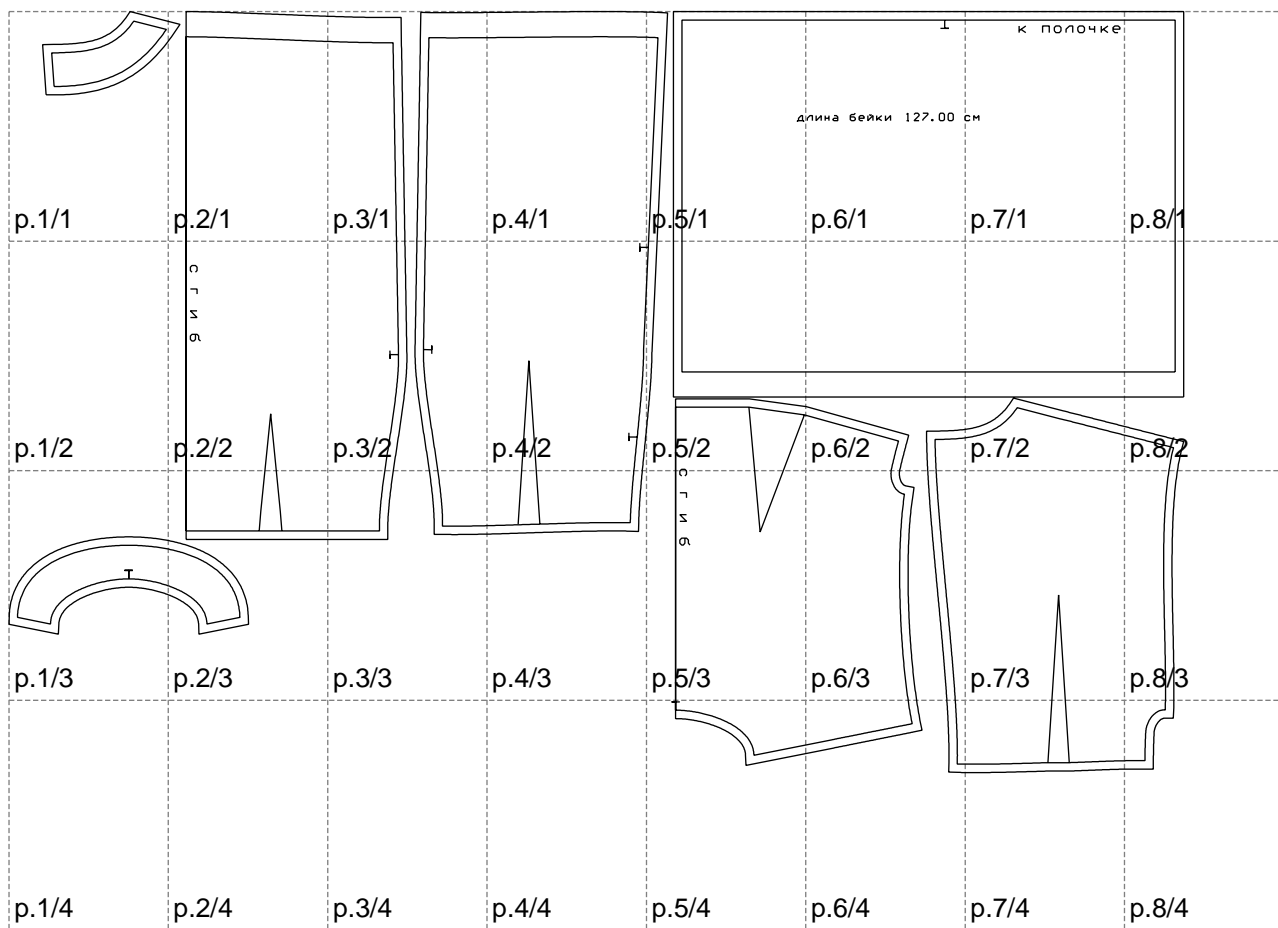 к полочке
длина бейки 127.00 см
p.1/1 p.2/1 p.3/1 p.4/1 p.5/1 p.6/1 p.7/1 p.8/1
сгиб
p.1/2 p.2/2 p.3/2 p.4/2 p.5/2 p.6/2 p.7/2 p.8/2
сгиб
p.1/3 p.2/3 p.3/3 p.4/3 p.5/3 p.6/3 p.7/3 p.8/3
p.1/4 p.2/4 p.3/4 p.4/4 p.5/4 p.6/4 p.7/4 p.8/4